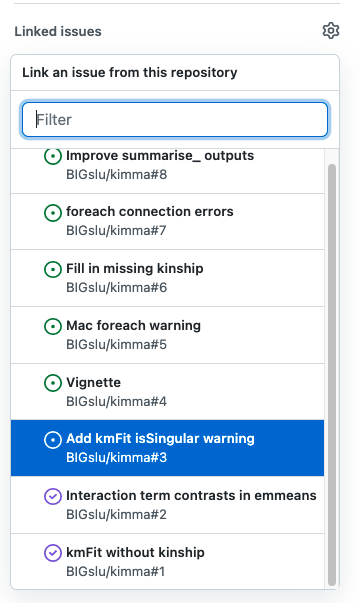 Linked issues
Link an issue from this repository
Filter
Improve summarise_ outputs
BIGslu/kimma#8
foreach connection errors
BIGslu/kimma#7
Fill in missing kinship
BIGslu/kimma#6
Mac foreach warning
BIGslu/kimma#5
Vignette
BIGslu/kimma#4
Add kmFit isSingular warning
BIGslu/kimma#3
Interaction term contrasts in emmeans
BIGslu/kimma#2
kmFit without kinship
BIGslu/kimma#1